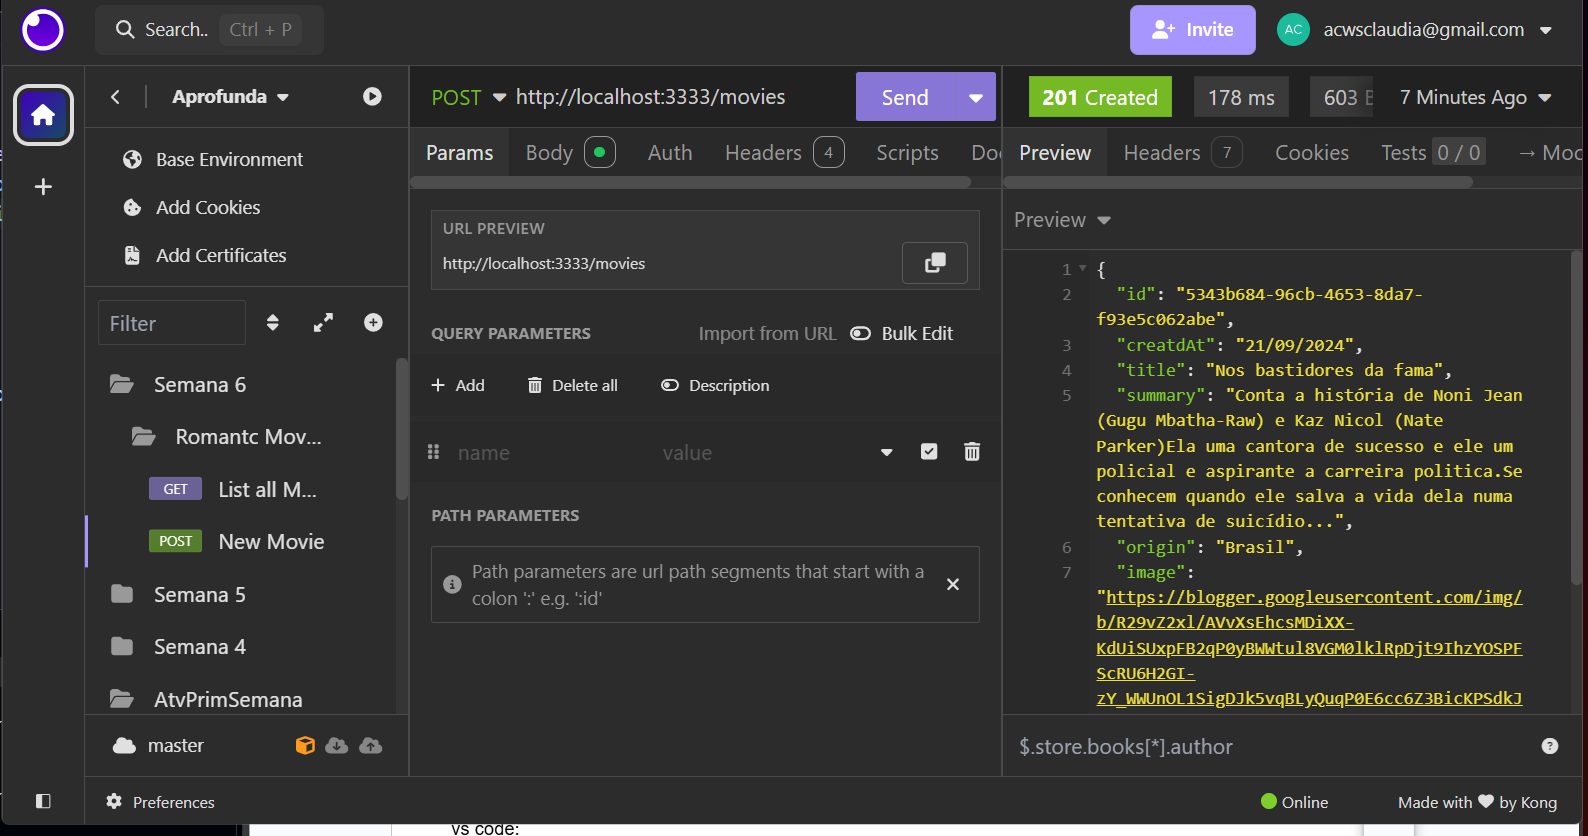 Search..
Ctrl + P
Invite
AC
acwsclaudia@gmail.com
Aprofunda
Base Environment
Add Cookies
Add Certificates
Filter
Semana 6
Romantc Mov...
GET List all M...
POST New Movie
Semana 5
Semana 4
AtvPrimSemana
master
Preferences
POST http://localhost:3333/movies
Send
Params Body Auth Headers 4 Scripts Doc
URL PREVIEW
http://localhost:3333/movies
QUERY PARAMETERS
Import from URL Bulk Edit
Add Delete all Description
name value
PATH PARAMETERS
Path parameters are url path segments that start with a
colon ':' e.g. ':id'
201 Created 178 ms 603 B 7 Minutes Ago
Preview Headers 7 Cookies Tests 0 / 0 → Moc
Preview
1 {
2 "id": "5343b684-96cb-4653-8da7-
f93e5c062abe",
3 "creatdAt": "21/09/2024",
4 "title": "Nos bastidores da fama",
5 "summary": "Conta a história de Noni Jean
(Gugu Mbatha-Raw) e Kaz Nicol (Nate
Parker)Ela uma cantora de sucesso e ele um
policial e aspirante a carreira politica.Se
conhecem quando ele salva a vida dela numa
tentativa de suicídio...",
6 "origin": "Brasil",
7 "image":
"https://blogger.googleusercontent.com/img/
b/R29vZ2xl/AVvXsEhcsMDiXX-
KdUiSUxpFB2qP0yBWWtul8VGM0lklRpDjt9IhzYOSPF
ScRU6H2GI-
zY_WWUnOL1SigDJk5vqBLyQuqP0E6cc6Z3BicKPSdkJ
$.store.books[*].author
Online
Made with by Kong
vs code: